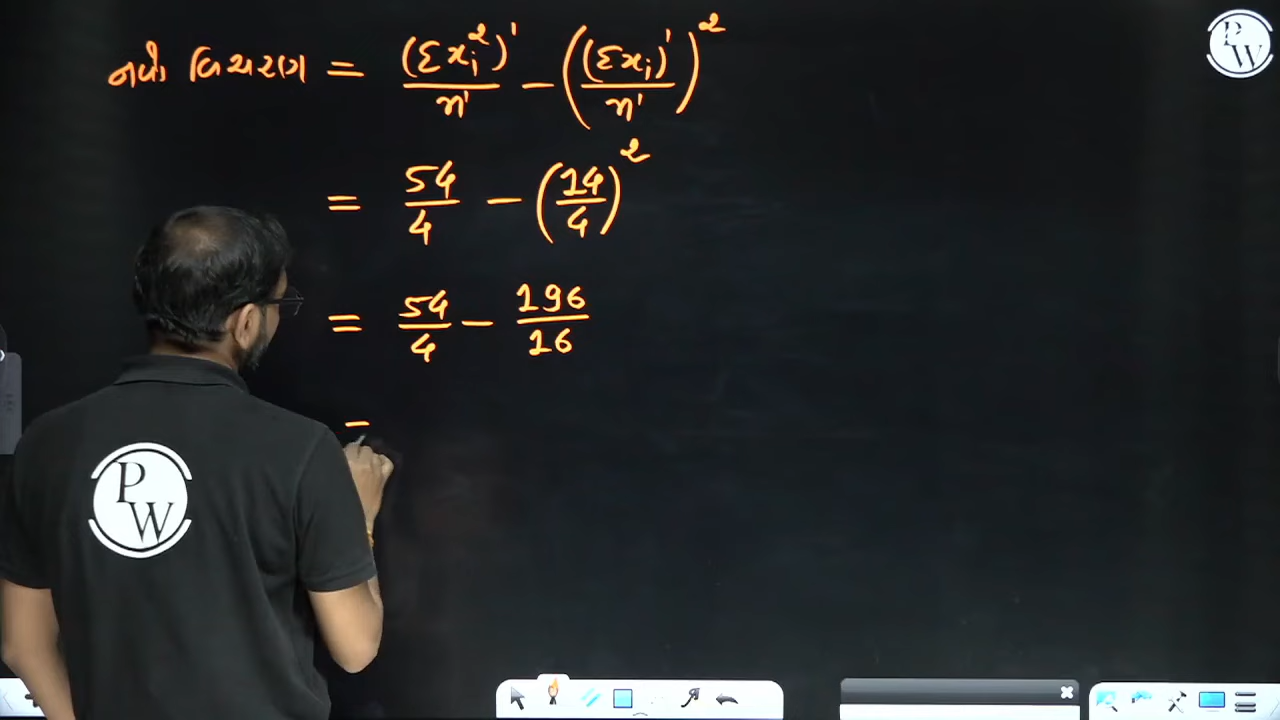 નવો વિચરણ = (Σxᵢ²)'/n' − ((Σxᵢ)'/n')²
= 54/4 − (14/4)²
= 54/4 − 196/16
=
PW
PW